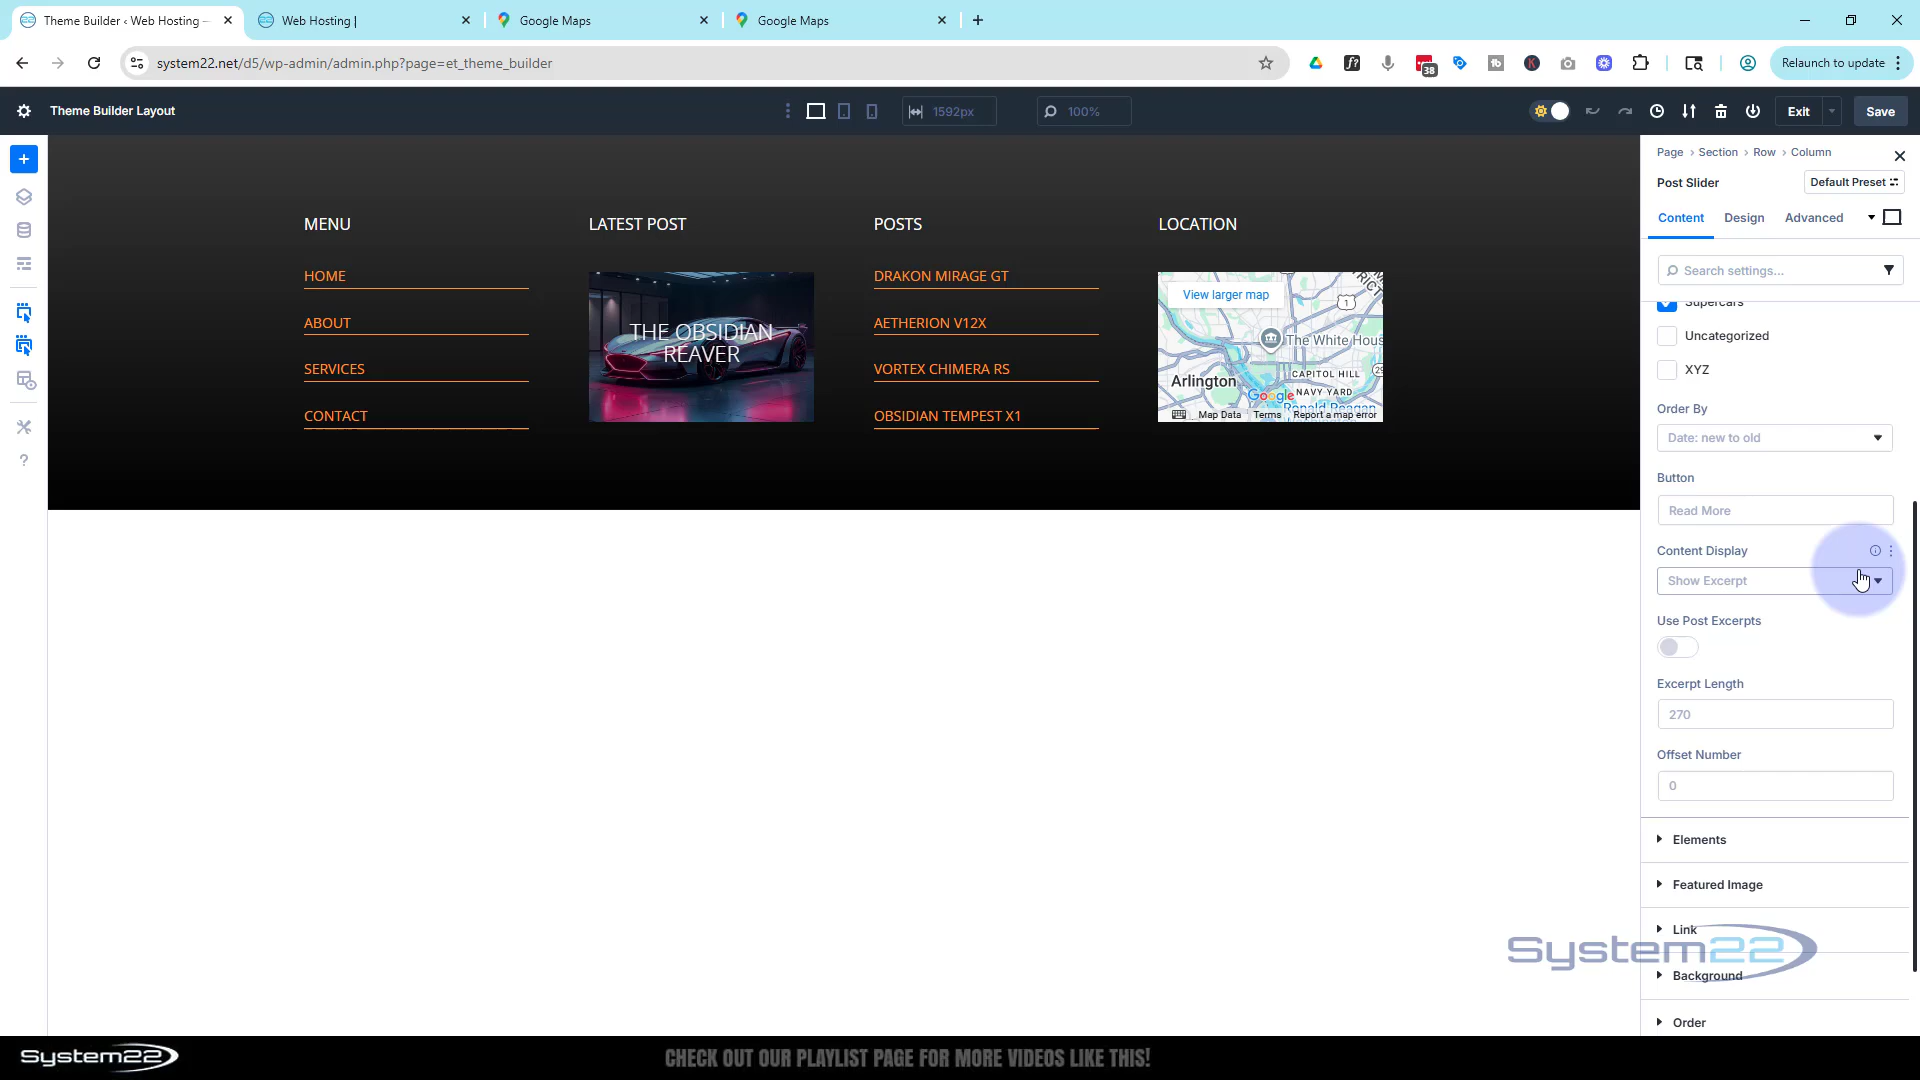 Theme Builder ‹ Web Hosting —
Web Hosting |
Google Maps
Google Maps
system22.net/d5/wp-admin/admin.php?page=et_theme_builder
38
Relaunch to update
Theme Builder Layout
1592px
100%
Exit
Save
Page › Section › Row › Column
Post Slider
Default Preset
Content
Design
Advanced
Search settings...
Supercars
Uncategorized
XYZ
Order By
Date: new to old
Button
Read More
Content Display
Show Excerpt
Use Post Excerpts
Excerpt Length
270
Offset Number
0
Elements
Featured Image
Link
Background
Order
MENU
HOME
ABOUT
SERVICES
CONTACT
LATEST POST
THE OBSIDIAN
REAVER
POSTS
DRAKON MIRAGE GT
AETHERION V12X
VORTEX CHIMERA RS
OBSIDIAN TEMPEST X1
LOCATION
View larger map
1
The White Hous
Arlington
CAPITOL HILL
NAVY YARD
Google
Ronald Reagan
Map Data
Terms
Report a map error
System22
System22
CHECK OUT OUR PLAYLIST PAGE FOR MORE VIDEOS LIKE THIS!